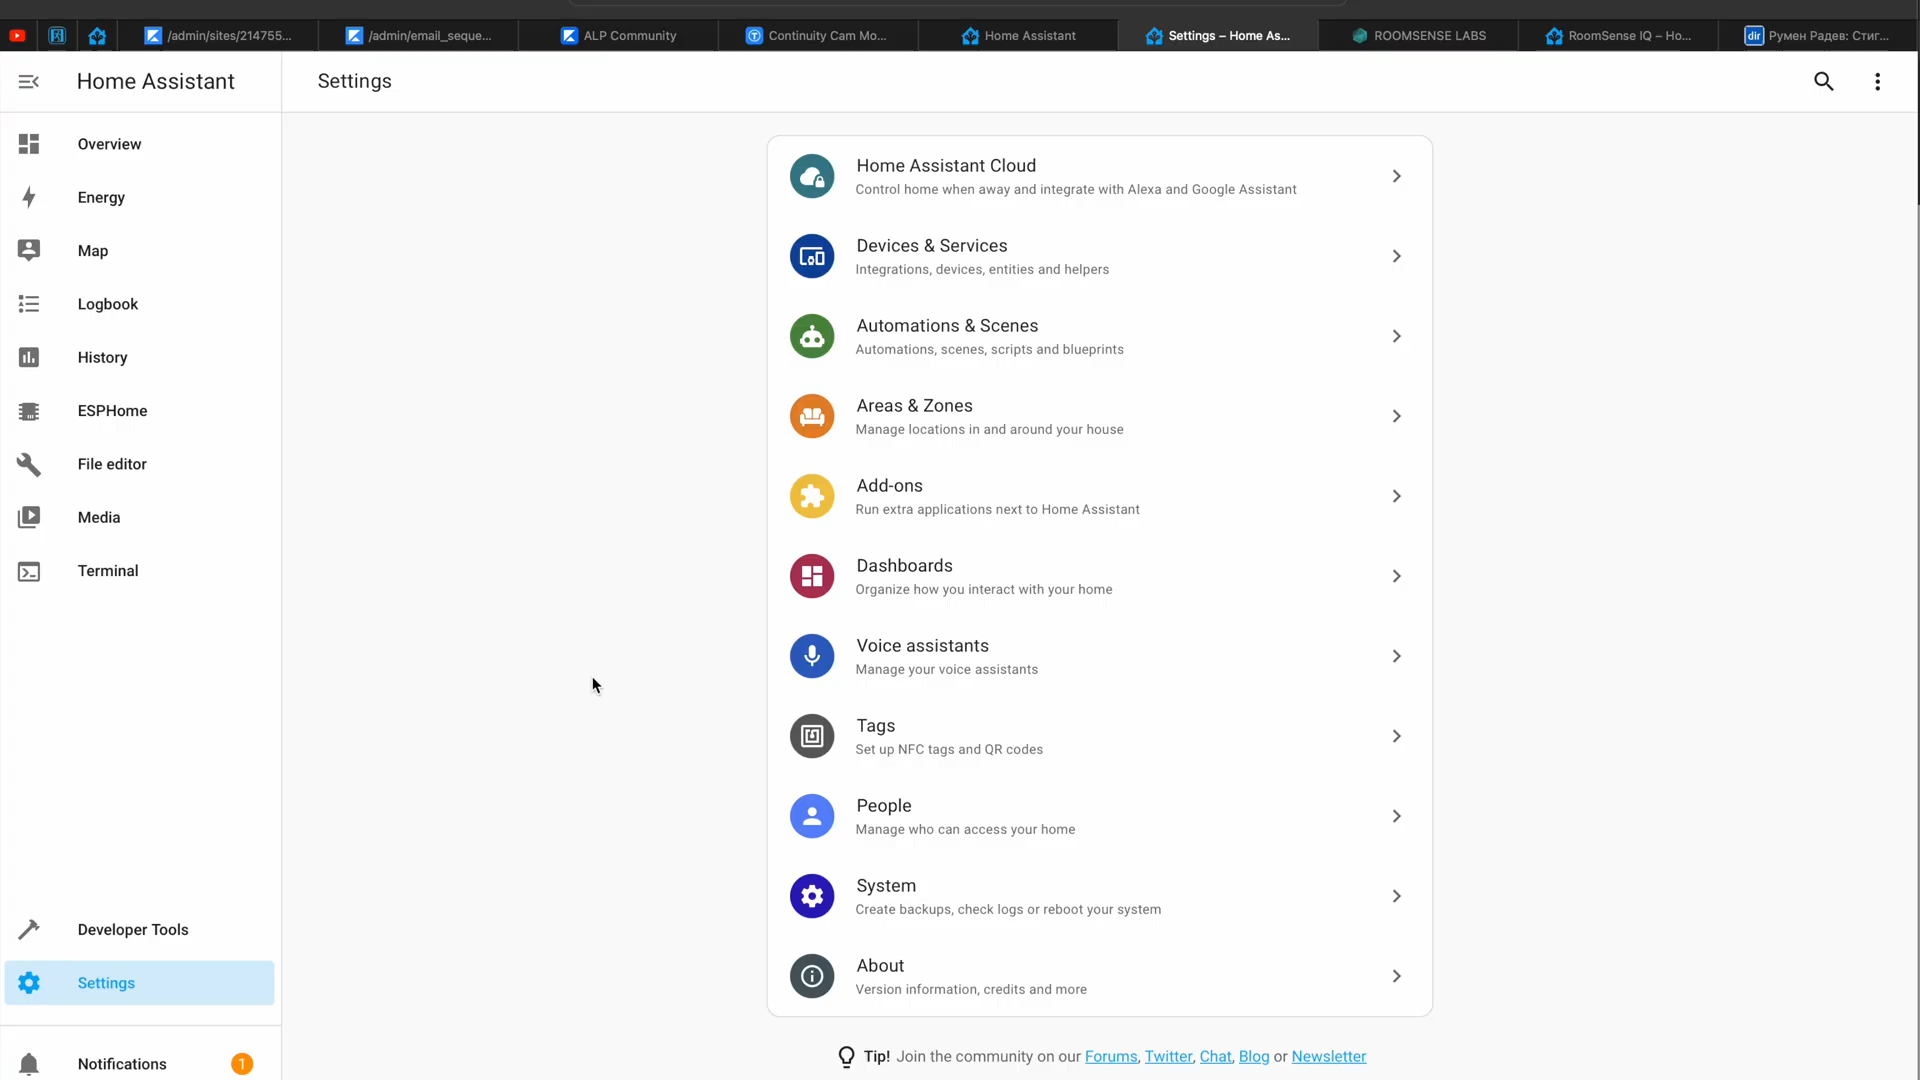 /admin/sites/214755...
/admin/email_seque...
ALP Community
Continuity Cam Mo...
Home Assistant
Settings – Home As...
ROOMSENSE LABS
RoomSense IQ – Ho...
dir
Румен Радев: Стиг...
Home Assistant
Settings
Overview
Energy
Map
Logbook
History
ESPHome
File editor
Media
Terminal
Developer Tools
Settings
Notifications
1
Home Assistant Cloud
Control home when away and integrate with Alexa and Google Assistant
Devices & Services
Integrations, devices, entities and helpers
Automations & Scenes
Automations, scenes, scripts and blueprints
Areas & Zones
Manage locations in and around your house
Add-ons
Run extra applications next to Home Assistant
Dashboards
Organize how you interact with your home
Voice assistants
Manage your voice assistants
Tags
Set up NFC tags and QR codes
People
Manage who can access your home
System
Create backups, check logs or reboot your system
About
Version information, credits and more
Tip! Join the community on our Forums, Twitter, Chat, Blog or Newsletter